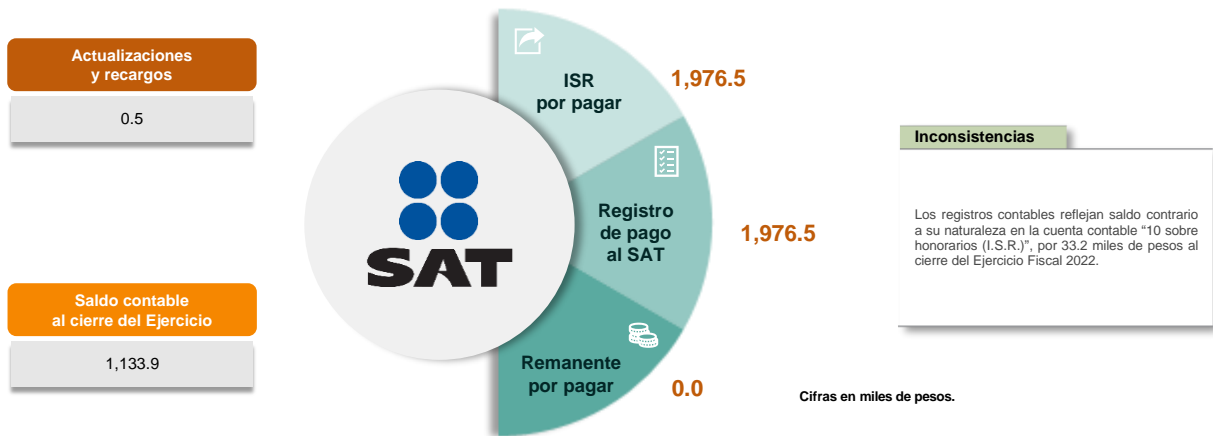 Actualizaciones
y recargos
0.5
Saldo contable
al cierre del Ejercicio
1,133.9
SAT
ISR
por pagar
1,976.5
Registro
de pago
al SAT
1,976.5
Remanente
por pagar
0.0
Inconsistencias
Los registros contables reflejan saldo contrario
a su naturaleza en la cuenta contable “10 sobre
honorarios (I.S.R.)”, por 33.2 miles de pesos al
cierre del Ejercicio Fiscal 2022.
Cifras en miles de pesos.